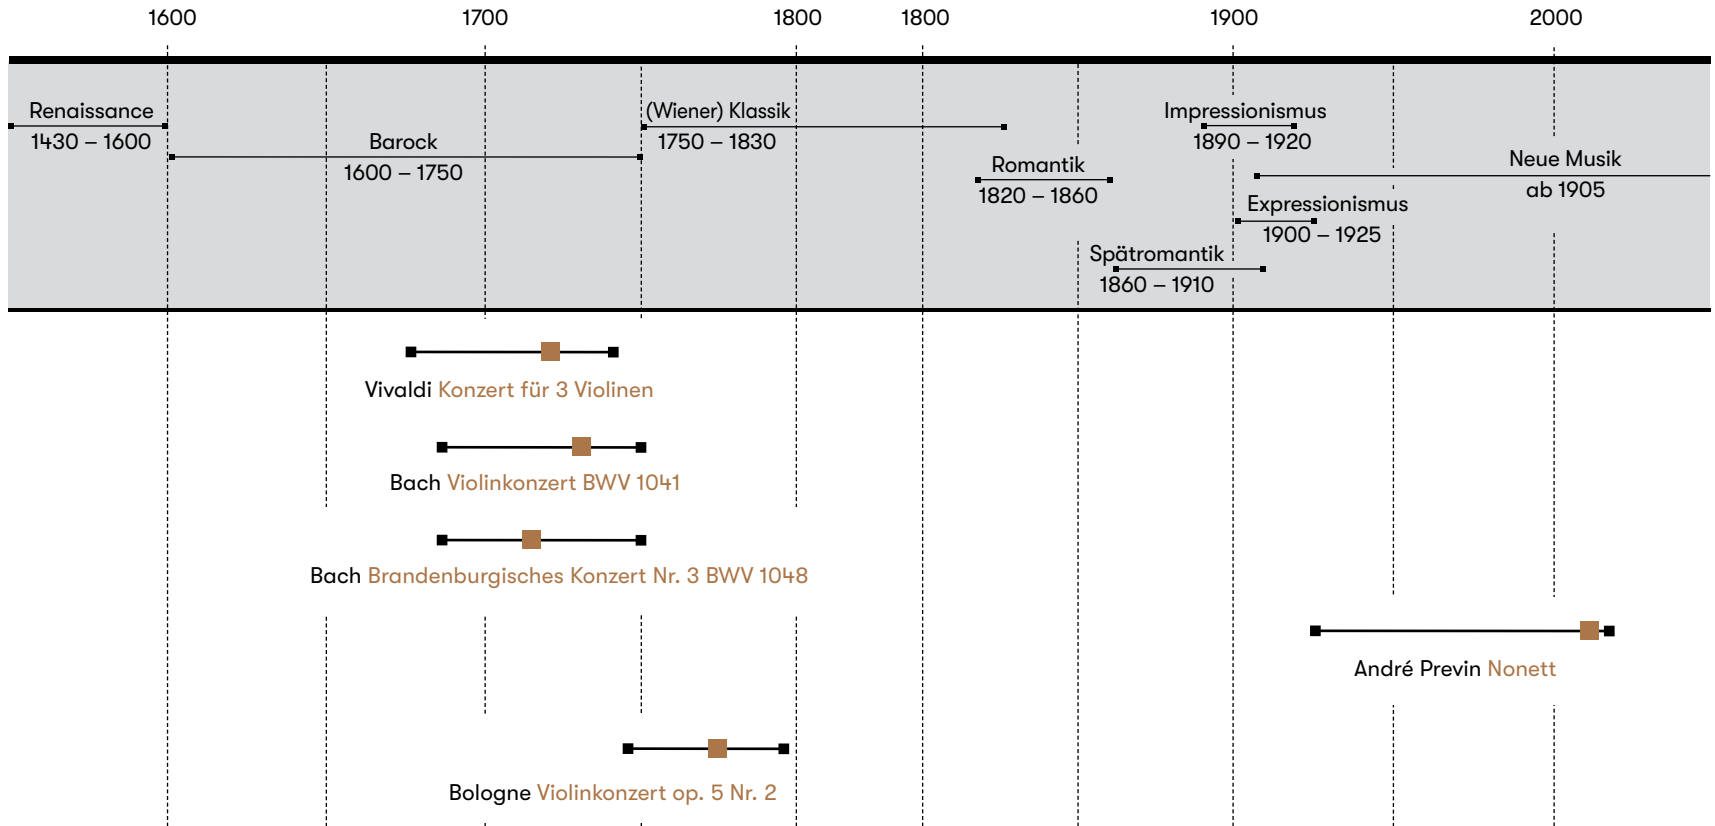 1600 1700 1800 1800 1900 2000
Renaissance
1430 – 1600
Barock
1600 – 1750
(Wiener) Klassik
1750 – 1830
Romantik
1820 – 1860
Impressionismus
1890 – 1920
Neue Musik
ab 1905
Expressionismus
1900 – 1925
Spätromantik
1860 – 1910
Vivaldi Konzert für 3 Violinen
Bach Violinkonzert BWV 1041
Bach Brandenburgisches Konzert Nr. 3 BWV 1048
André Previn Nonett
Bologne Violinkonzert op. 5 Nr. 2